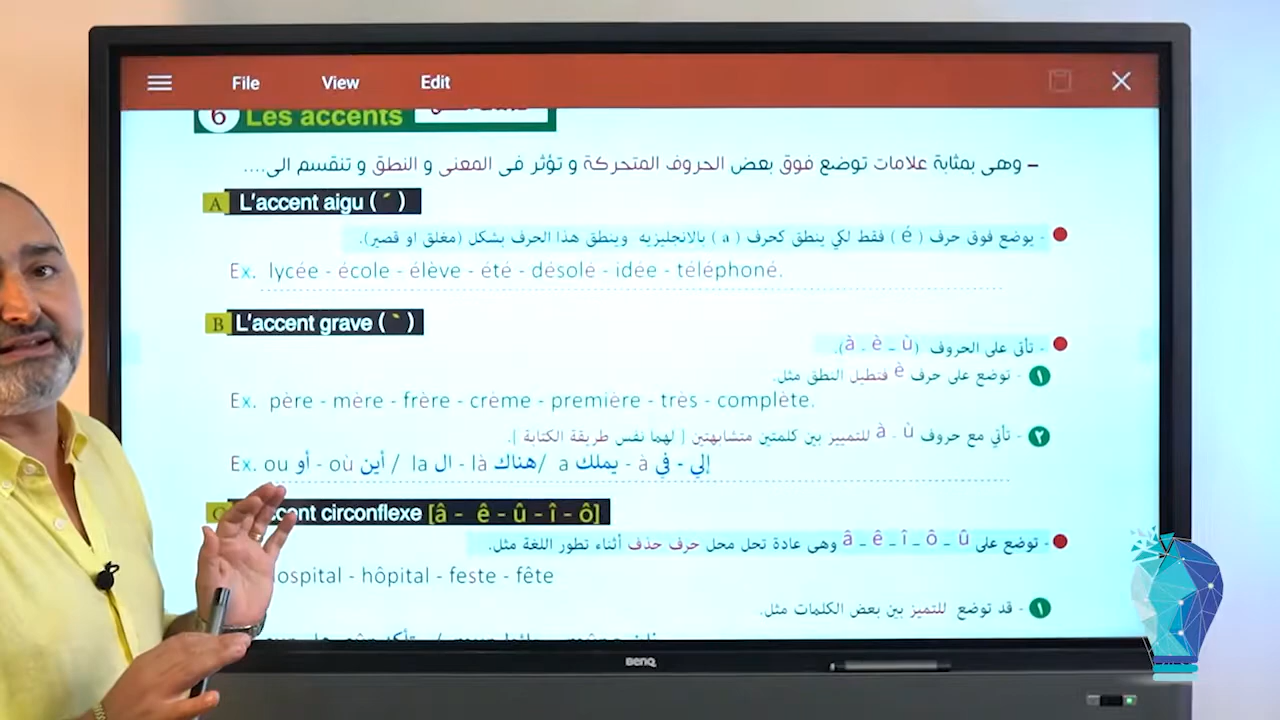 File View Edit
6 Les accents
– وهى بمثابة علامات توضع فوق بعض الحروف المتحركة و تؤثر فى المعنى و النطق و تنقسم الى....
A L'accent aigu ( ´ )
- يوضع فوق حرف ( é ) فقط لكي ينطق كحرف ( a ) بالانجليزيه وينطق هذا الحرف بشكل (مغلق او قصير).
Ex. lycée - école - élève - été - désolé - idée - téléphoné.
B L'accent grave ( ` )
- تأتى على الحروف (à - è - ù).
١ - توضع على حرف è فتطيل النطق مثل.
Ex. père - mère - frère - crème - première - très - complète.
٢ - تأتي مع حروف à - ù للتمييز بين كلمتين متشابهتين [ لهما نفس طريقة الكتابة ].
Ex. ou أو - où أين / la ال - là هناك/ a يملك - à إلي - في
C ccent circonflexe [â - ê - û - î - ô]
- توضع على â - ê - î - ô - û وهى عادة تحل محل حرف حذف أثناء تطور اللغة مثل.
ospital - hôpital - feste - fête
١ - قد توضع للتميز بين بعض الكلمات مثل.
BENQ